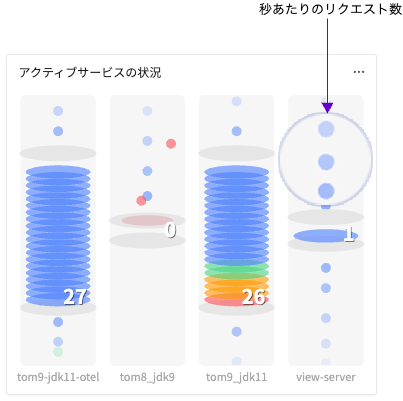 秒あたりのリクエスト数
アクティブサービスの状況
27
0
26
1
tom9-jdk11-otel
tom8_jdk9
tom9_jdk11
view-server